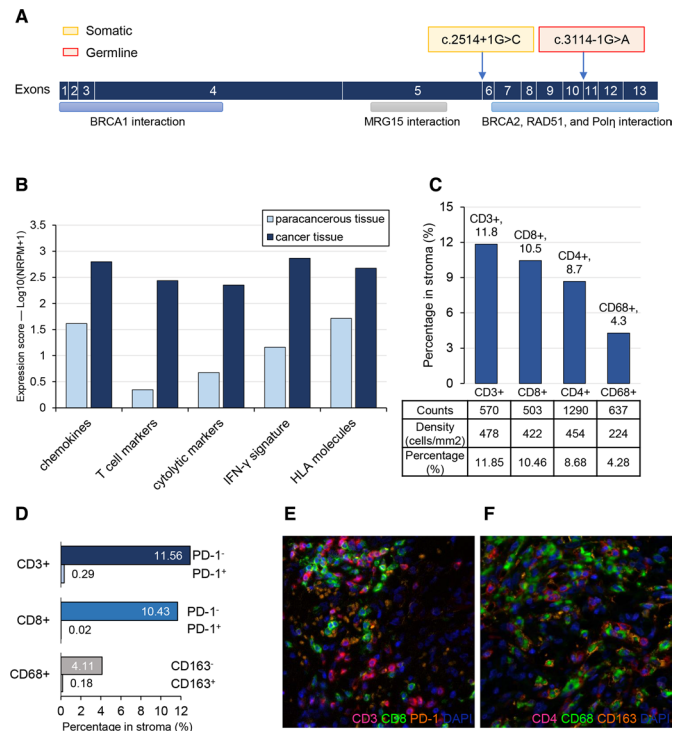 A
Somatic
Germline
c.2514+1G>C
c.3114-1G>A
Exons
1 2 3 4 5 6 7 8 9 10 11 12 13
BRCA1 interaction
MRG15 interaction
BRCA2, RAD51, and Polη interaction
B
paracancerous tissue
cancer tissue
Expression score — Log10(NRPM+1)
3.5
3
2.5
2
1.5
1
0.5
0
chemokines
T cell markers
cytolytic markers
IFN-γ signature
HLA molecules
C
Percentage in stroma (%)
15
12
9
6
3
0
CD3+,
11.8
CD8+,
10.5
CD4+,
8.7
CD68+,
4.3
CD3+ CD8+ CD4+ CD68+
Counts 570 503 1290 637
Density
(cells/mm2) 478 422 454 224
Percentage
(%) 11.85 10.46 8.68 4.28
D
CD3+
11.56 PD-1⁻
0.29 PD-1⁺
CD8+
10.43 PD-1⁻
0.02 PD-1⁺
CD68+
4.11 CD163⁻
0.18 CD163⁺
0 2 4 6 8 10 12
Percentage in stroma (%)
E
CD3 CD8 PD-1 DAPI
F
CD4 CD68 CD163 DAPI